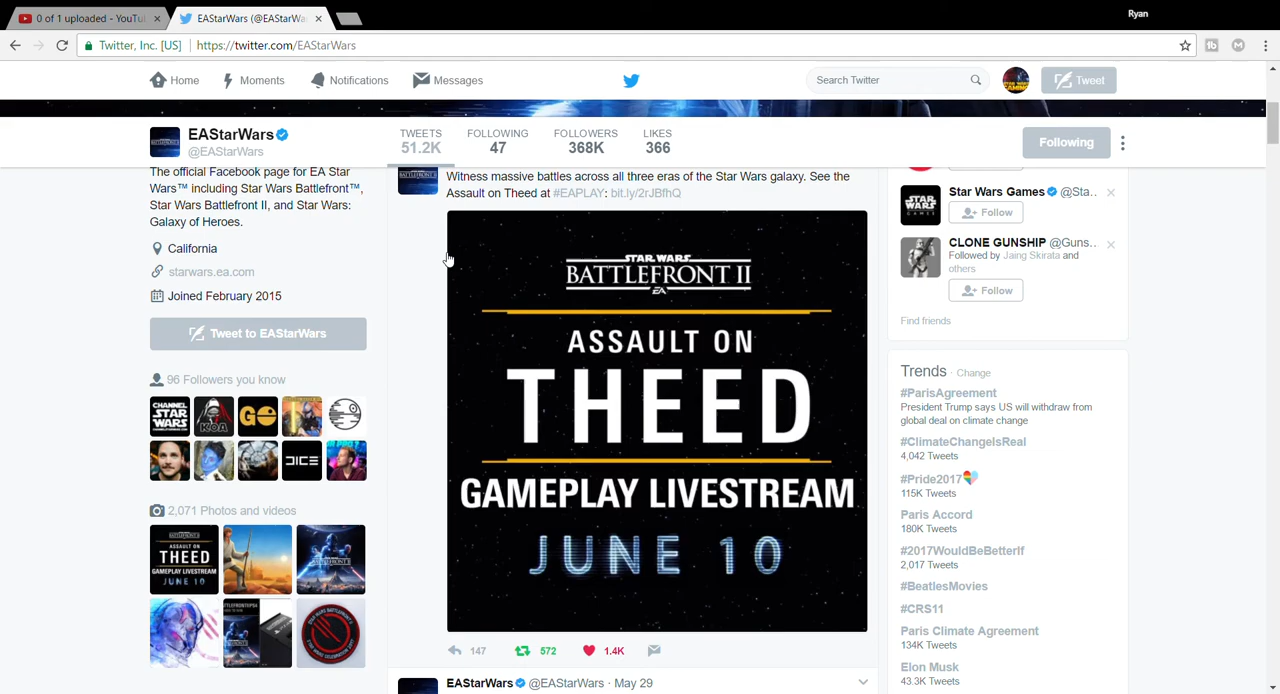 0 of 1 uploaded - YouTu
EAStarWars (@EAStarWa
Ryan
Twitter, Inc. [US]
https://twitter.com/EAStarWars
Home
Moments
Notifications
Messages
Search Twitter
Tweet
EAStarWars
@EAStarWars
TWEETS
51.2K
FOLLOWING
47
FOLLOWERS
368K
LIKES
366
Following
The official Facebook page for EA Star
Wars™ including Star Wars Battlefront™,
Star Wars Battlefront II, and Star Wars:
Galaxy of Heroes.
California
starwars.ea.com
Joined February 2015
Tweet to EAStarWars
96 Followers you know
CHANNEL
STAR
WARS
KOA
GO
DICE
2,071 Photos and videos
ASSAULT ON
THEED
GAMEPLAY LIVESTREAM
JUNE 10
Witness massive battles across all three eras of the Star Wars galaxy. See the
Assault on Theed at #EAPLAY: bit.ly/2rJBfhQ
STAR WARS
BATTLEFRONT II
EA
ASSAULT ON
THEED
GAMEPLAY LIVESTREAM
JUNE 10
147
572
1.4K
EAStarWars @EAStarWars · May 29
STAR
WARS
GAMES
Star Wars Games @Sta..
Follow
CLONE GUNSHIP @Guns..
Followed by Jaing Skirata and
others
Follow
Find friends
Trends · Change
#ParisAgreement
President Trump says US will withdraw from
global deal on climate change
#ClimateChangeIsReal
4,042 Tweets
#Pride2017
115K Tweets
Paris Accord
180K Tweets
#2017WouldBeBetterIf
2,017 Tweets
#BeatlesMovies
#CRS11
Paris Climate Agreement
134K Tweets
Elon Musk
43.3K Tweets